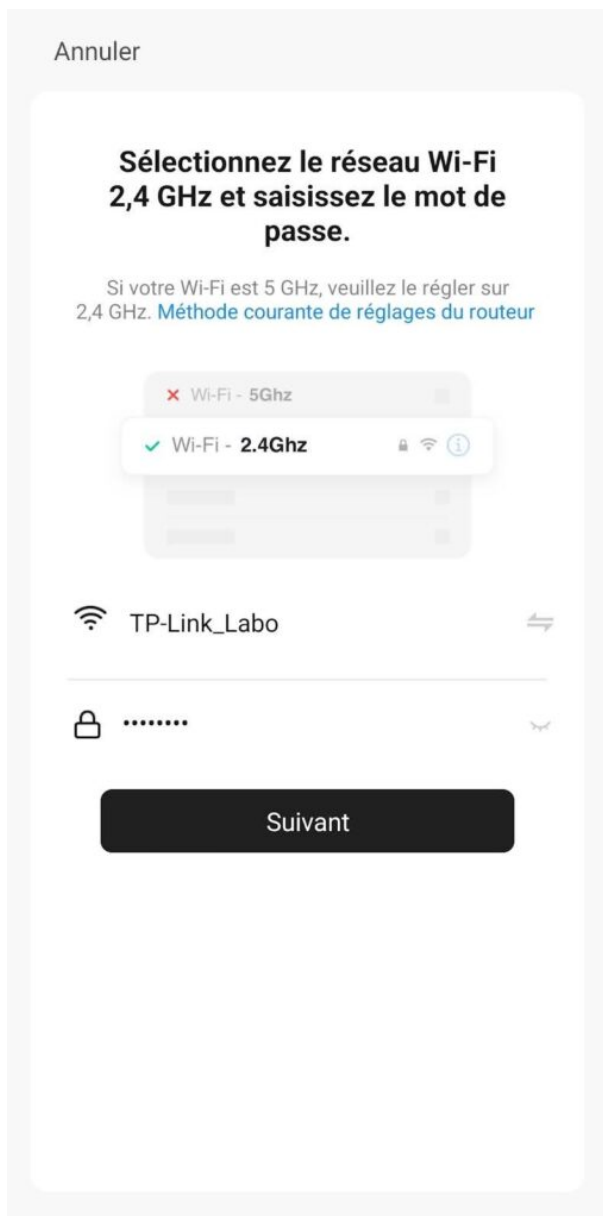 Annuler
Sélectionnez le réseau Wi-Fi
2,4 GHz et saisissez le mot de
passe.
Si votre Wi-Fi est 5 GHz, veuillez le régler sur
2,4 GHz. Méthode courante de réglages du routeur
Wi-Fi - 5Ghz
Wi-Fi - 2.4Ghz
TP-Link_Labo
••••••••
Suivant